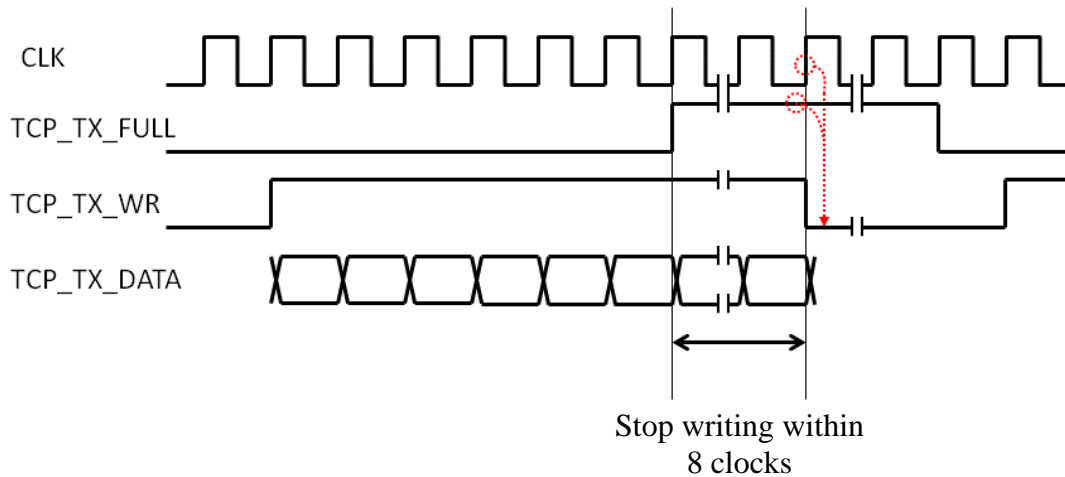 CLK
TCP_TX_FULL
TCP_TX_WR
TCP_TX_DATA
Stop writing within
8 clocks